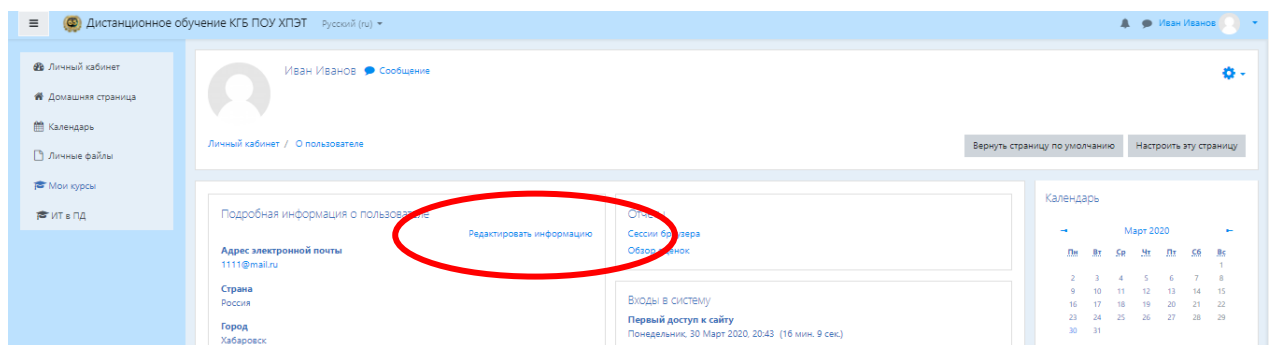 Дистанционное обучение КГБ ПОУ ХПЭТ Русский (ru)
Иван Иванов
Личный кабинет
Домашняя страница
Календарь
Личные файлы
Мои курсы
ИТ в ПД
Иван Иванов Сообщение
Личный кабинет / О пользователе
Вернуть страницу по умолчанию Настроить эту страницу
Подробная информация о пользователе
Редактировать информацию
Адрес электронной почты
1111@mail.ru
Страна
Россия
Город
Хабаровск
Отчеты
Сессии браузера
Обзор оценок
Входы в систему
Первый доступ к сайту
Понедельник, 30 Март 2020, 20:43 (16 мин. 9 сек.)
Календарь
Март 2020
Пн Вт Ср Чт Пт Сб Вс
1
2 3 4 5 6 7 8
9 10 11 12 13 14 15
16 17 18 19 20 21 22
23 24 25 26 27 28 29
30 31